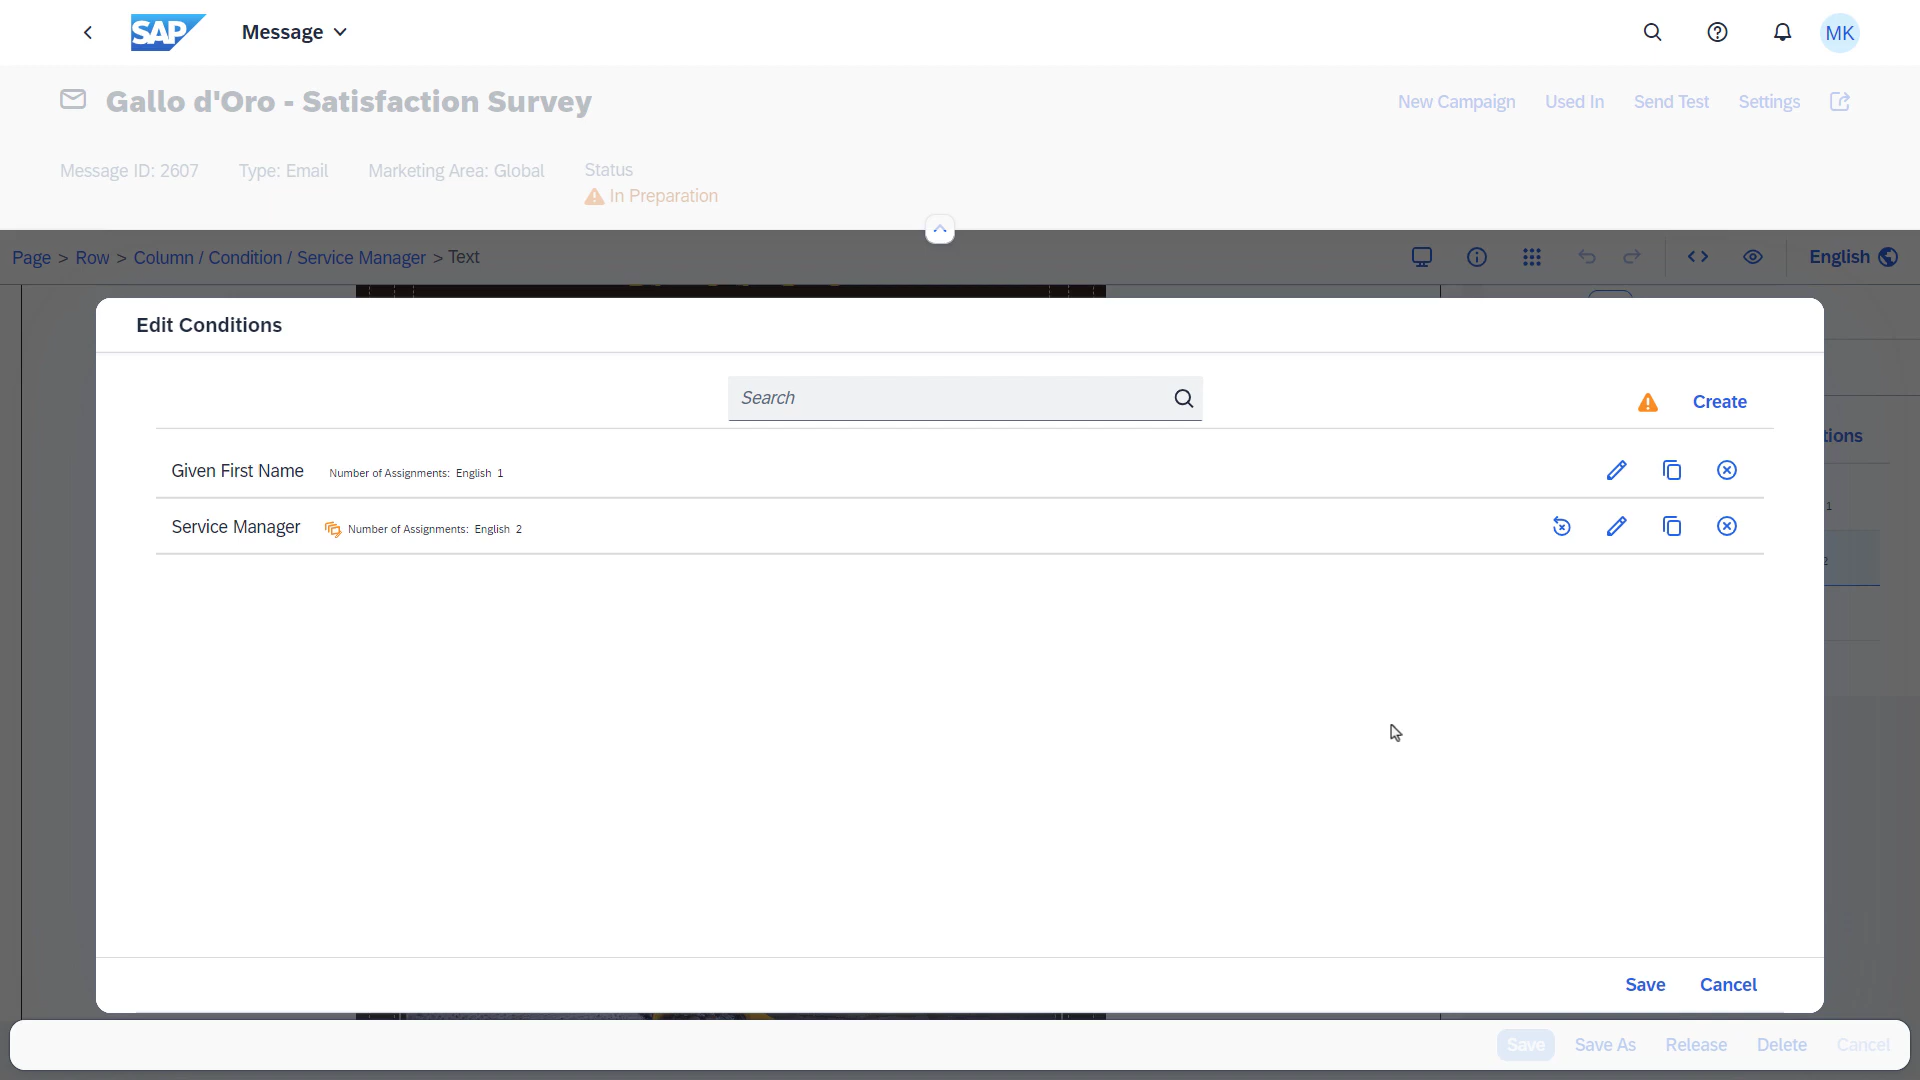 SAP
Message
MK
Gallo d'Oro - Satisfaction Survey
New Campaign
Used In
Send Test
Settings
Message ID: 2607
Type: Email
Marketing Area: Global
Status
In Preparation
Page > Row > Column / Condition / Service Manager > Text
English
Edit Conditions
Search
Create
tions
Given First Name
Number of Assignments: English 1
1
Service Manager
Number of Assignments: English 2
2
Save
Cancel
Save
Save As
Release
Delete
Cancel